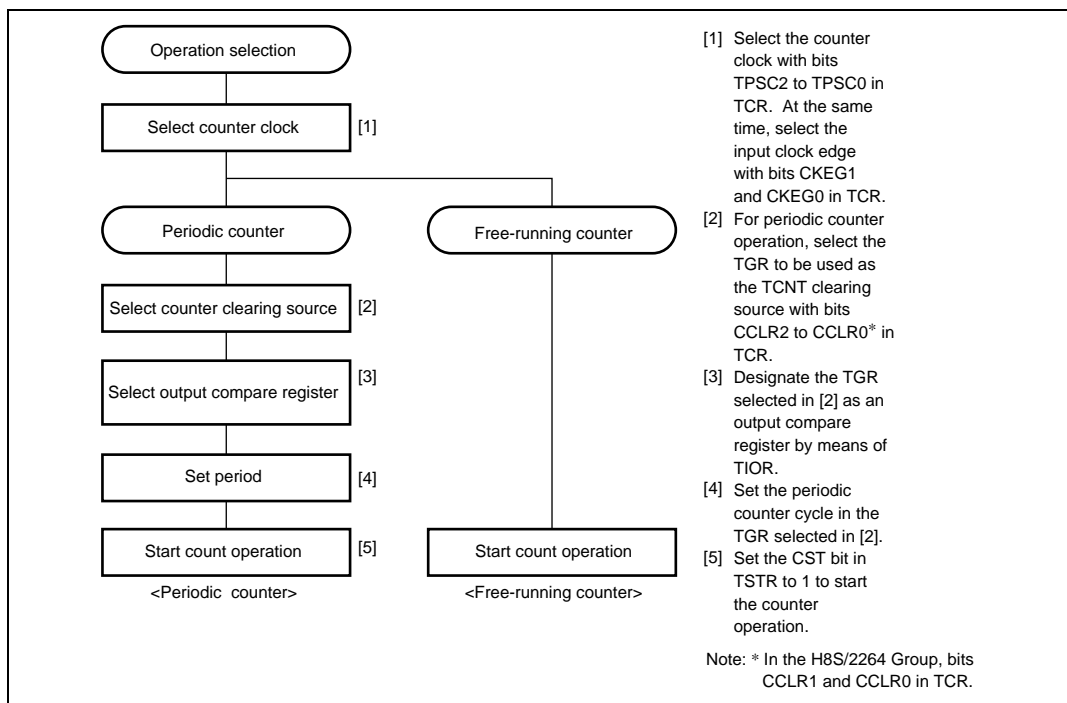 Operation selection
Select counter clock
[1]
Periodic counter
Free-running counter
Select counter clearing source
[2]
Select output compare register
[3]
Set period
[4]
Start count operation
[5]
Start count operation
<Periodic counter>
<Free-running counter>
[1] Select the counter
clock with bits
TPSC2 to TPSC0 in
TCR. At the same
time, select the
input clock edge
with bits CKEG1
and CKEG0 in TCR.
[2] For periodic counter
operation, select the
TGR to be used as
the TCNT clearing
source with bits
CCLR2 to CCLR0* in
TCR.
[3] Designate the TGR
selected in [2] as an
output compare
register by means of
TIOR.
[4] Set the periodic
counter cycle in the
TGR selected in [2].
[5] Set the CST bit in
TSTR to 1 to start
the counter
operation.
Note: * In the H8S/2264 Group, bits
CCLR1 and CCLR0 in TCR.